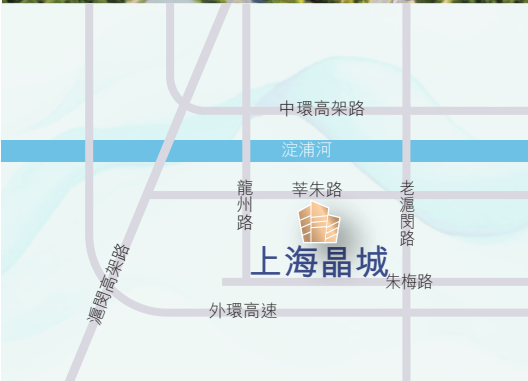 中環高架路
淀浦河
龍州路
莘朱路
老滬閔路
上海晶城
朱梅路
滬閔高架路
外環高速